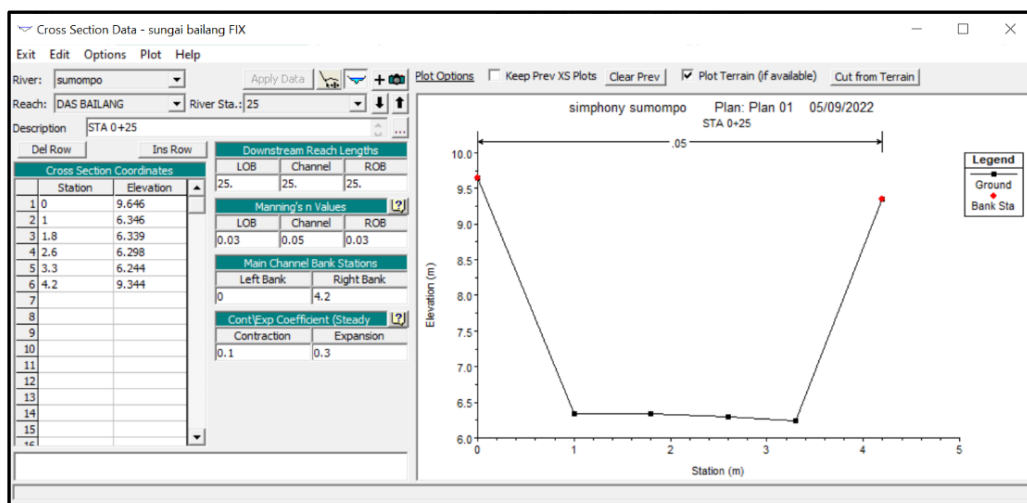 Cross Section Data - sungai bailang FIX
Exit Edit Options Plot Help
River: sumompo Apply Data Plot Options Keep Prev XS Plots Clear Prev Plot Terrain (if available) Cut from Terrain
Reach: DAS BAILANG River Sta.: 25
Description STA 0+25 ...
Del Row Ins Row
Cross Section Coordinates
Station Elevation
1 0 9.646
2 1 6.346
3 1.8 6.339
4 2.6 6.298
5 3.3 6.244
6 4.2 9.344
7
8
9
10
11
12
13
14
15
16
Downstream Reach Lengths
LOB Channel ROB
25. 25. 25.
Manning's n Values
LOB Channel ROB
0.03 0.05 0.03
Main Channel Bank Stations
Left Bank Right Bank
0 4.2
Cont\Exp Coefficient (Steady
Contraction Expansion
0.1 0.3
simphony sumompo Plan: Plan 01 05/09/2022
STA 0+25
.05
10.0
9.5
9.0
8.5
8.0
7.5
7.0
6.5
6.0
Elevation (m)
0 1 2 3 4 5
Station (m)
Legend
Ground
Bank Sta